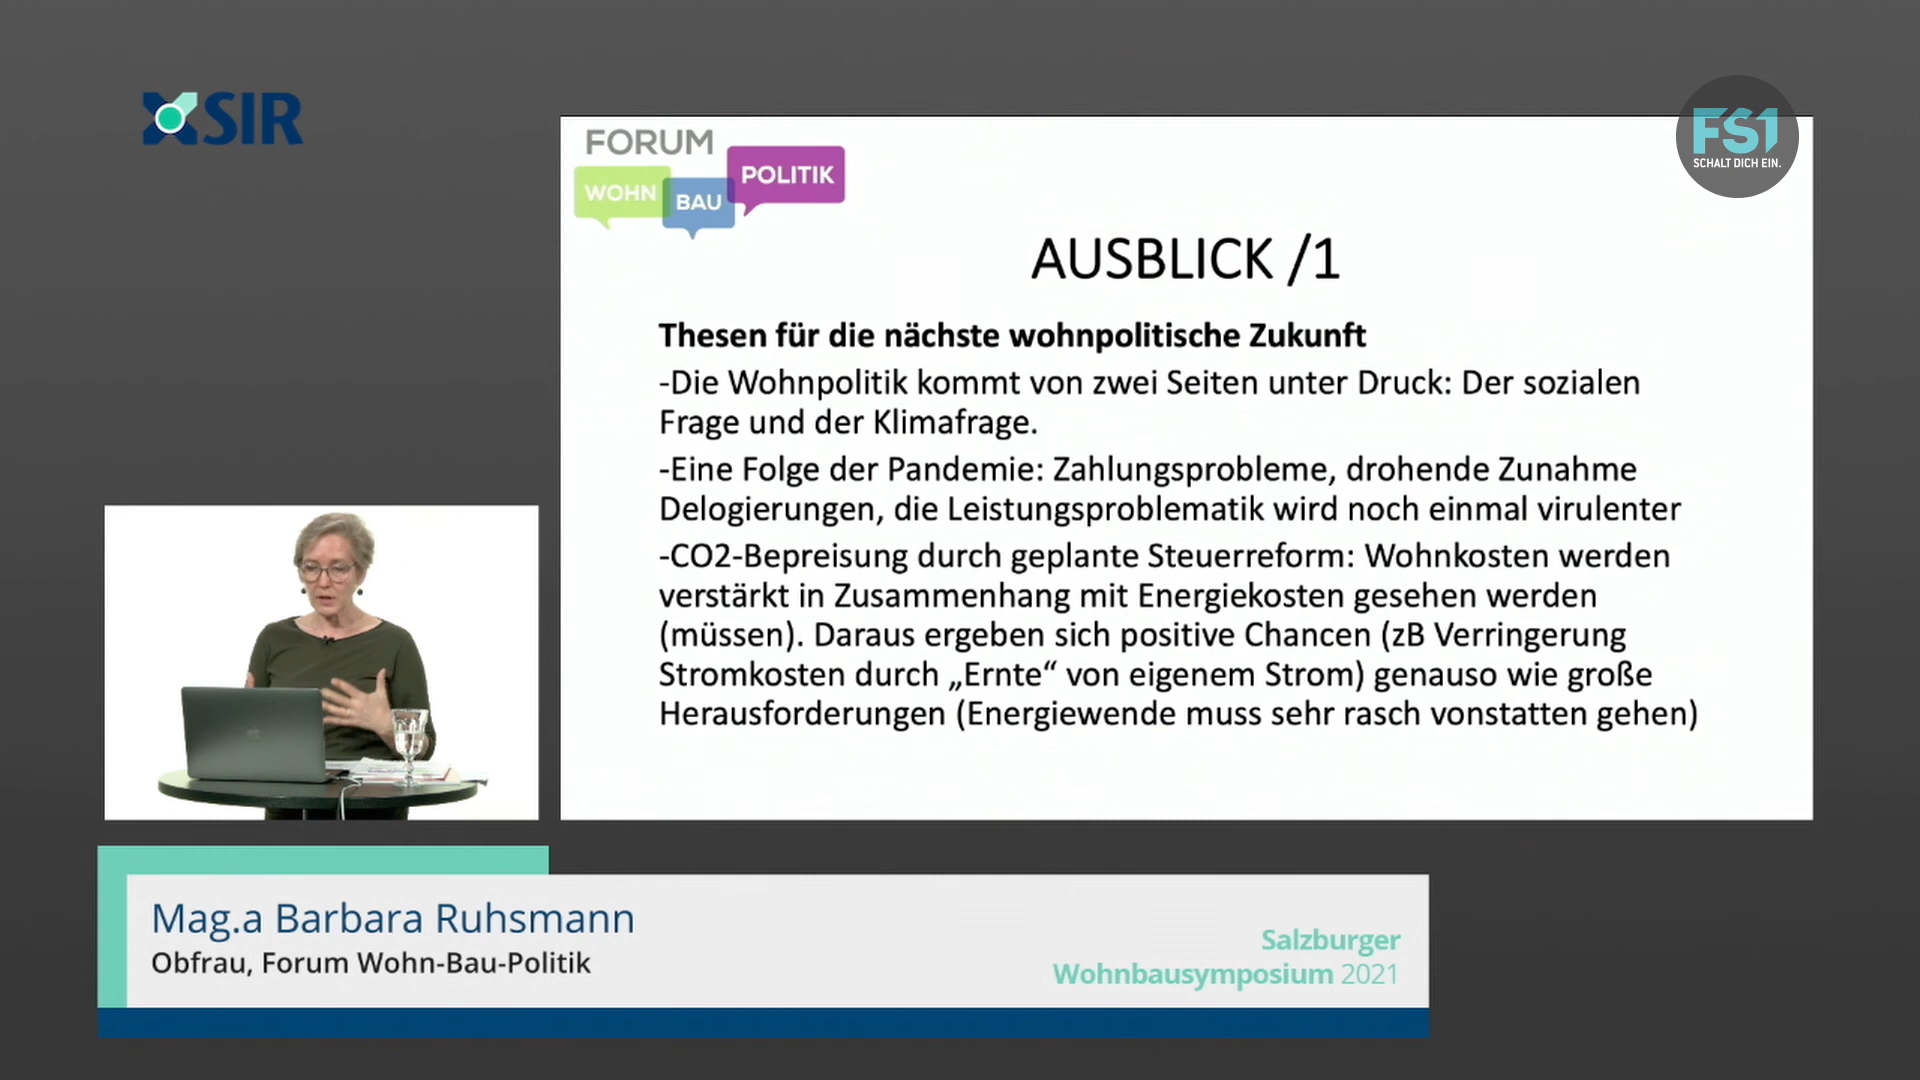 SIR
FS1
SCHALT DICH EIN.
FORUM
WOHN
BAU
POLITIK
AUSBLICK /1
Thesen für die nächste wohnpolitische Zukunft
-Die Wohnpolitik kommt von zwei Seiten unter Druck: Der sozialen
Frage und der Klimafrage.
-Eine Folge der Pandemie: Zahlungsprobleme, drohende Zunahme
Delogierungen, die Leistungsproblematik wird noch einmal virulenter
-CO2-Bepreisung durch geplante Steuerreform: Wohnkosten werden
verstärkt in Zusammenhang mit Energiekosten gesehen werden
(müssen). Daraus ergeben sich positive Chancen (zB Verringerung
Stromkosten durch „Ernte“ von eigenem Strom) genauso wie große
Herausforderungen (Energiewende muss sehr rasch vonstatten gehen)
Mag.a Barbara Ruhsmann
Obfrau, Forum Wohn-Bau-Politik
Salzburger
Wohnbausymposium 2021